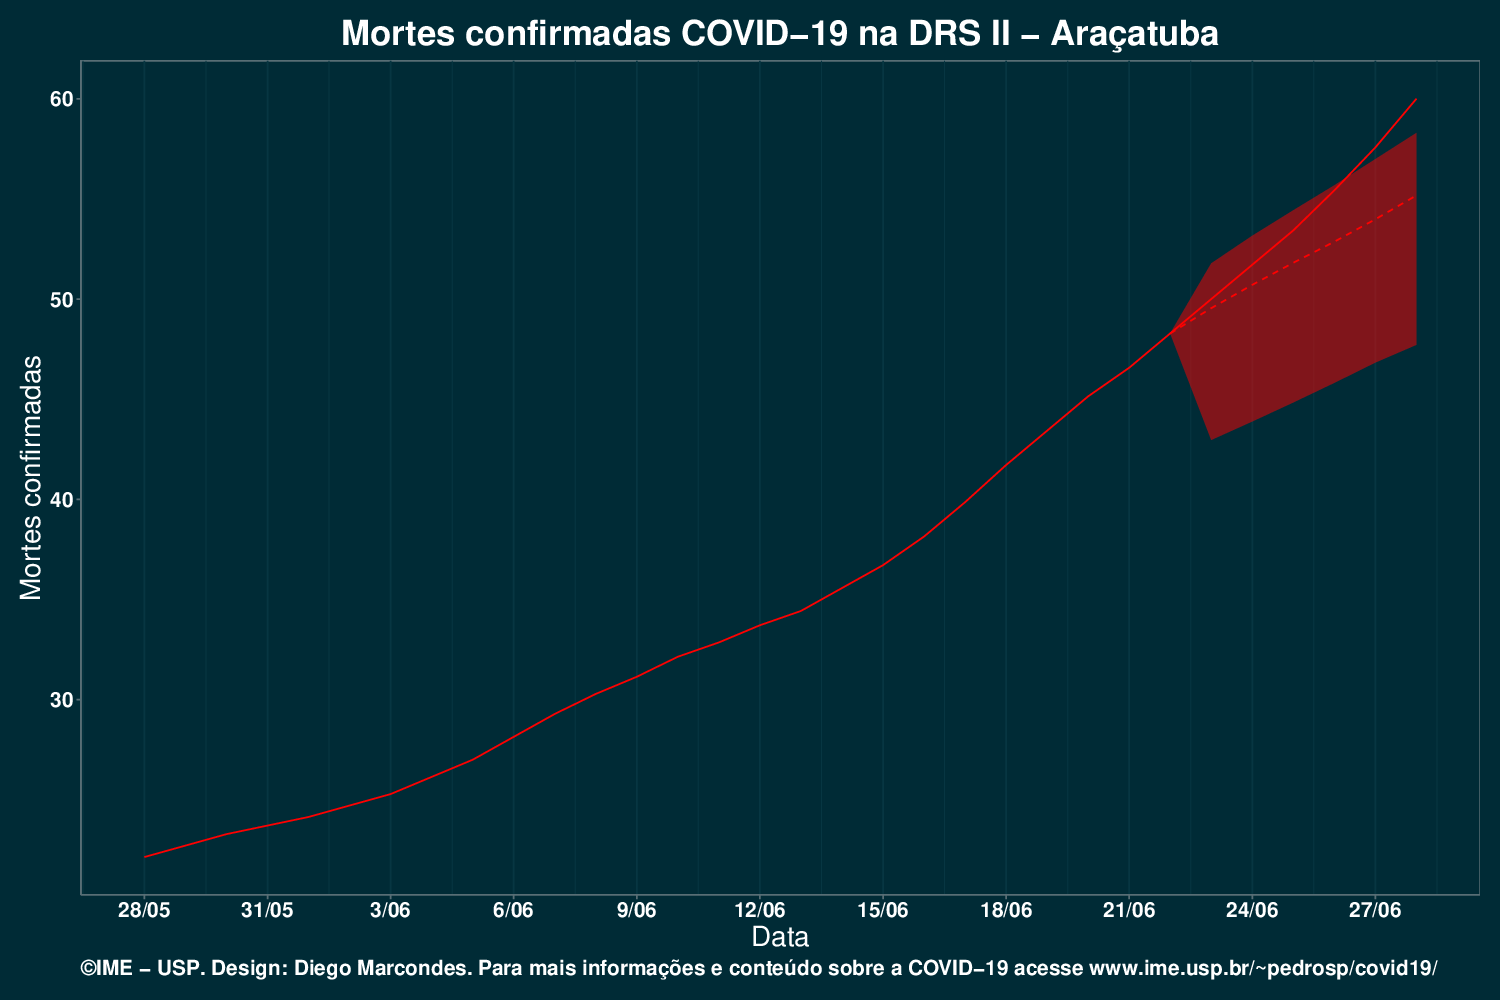 Mortes confirmadas COVID−19 na DRS II − Araçatuba
Mortes confirmadas
60
50
40
30
28/05 31/05 3/06 6/06 9/06 12/06 15/06 18/06 21/06 24/06 27/06
Data
©IME − USP. Design: Diego Marcondes. Para mais informações e conteúdo sobre a COVID−19 acesse www.ime.usp.br/~pedrosp/covid19/